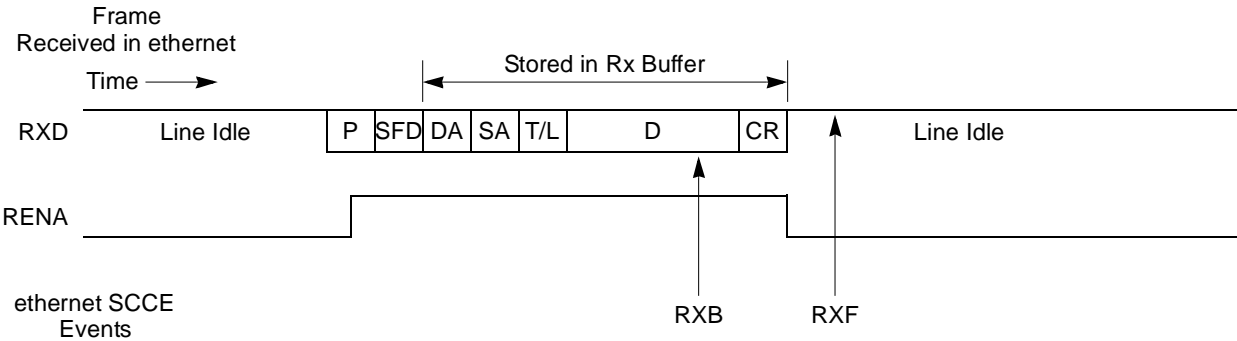 Frame
Received in ethernet
Stored in Rx Buffer
Time
RXD Line Idle P SFD DA SA T/L D CR Line Idle
RENA
ethernet SCCE
Events
RXB RXF